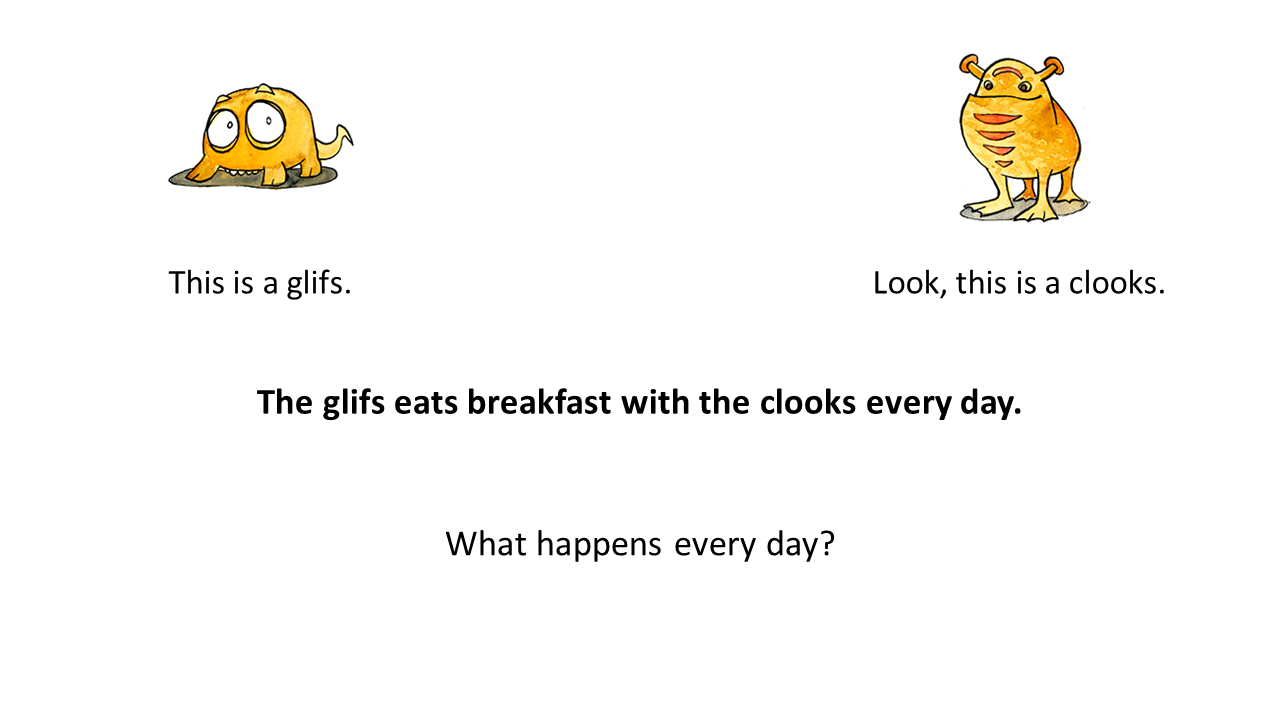 This is a glifs.
Look, this is a clooks.
The glifs eats breakfast with the clooks every day.
What happens every day?